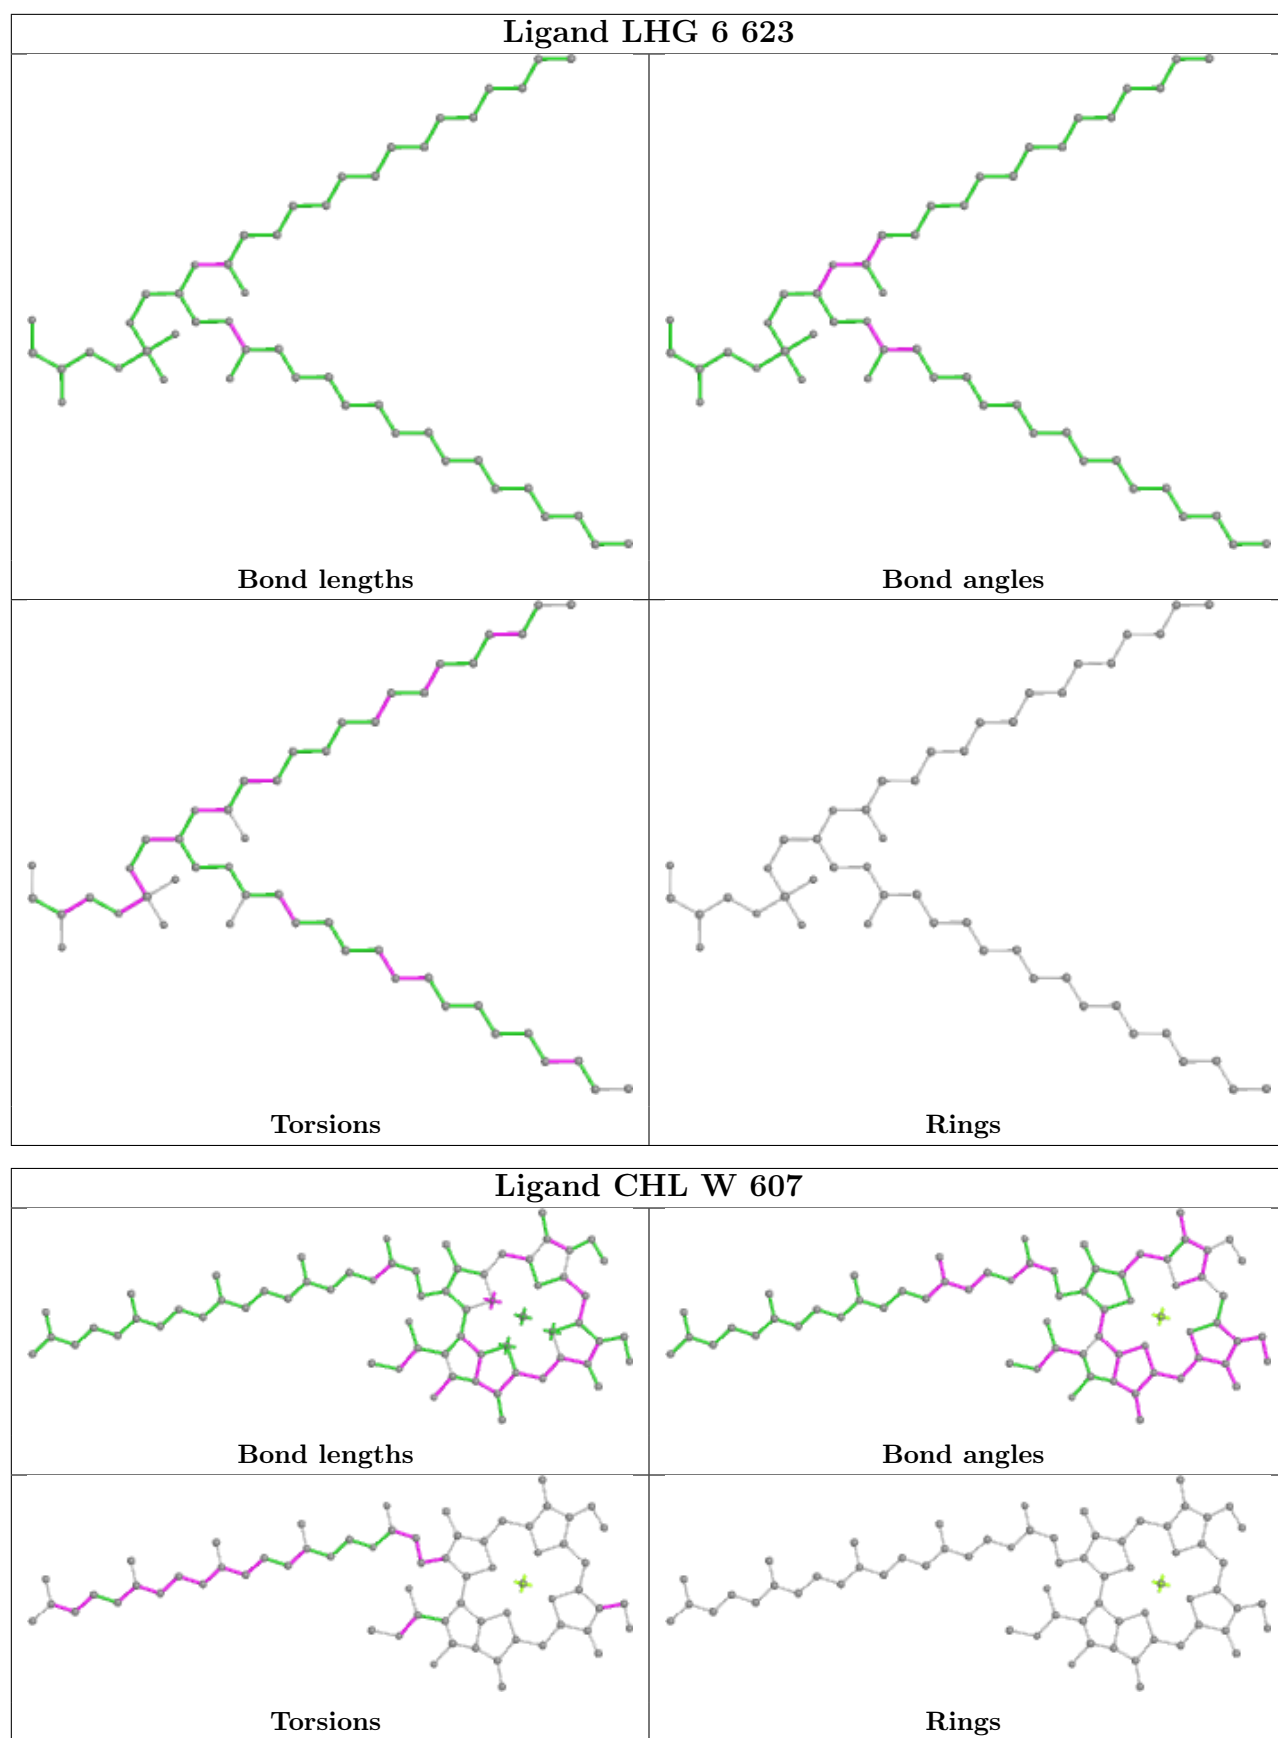 Ligand LHG 6 623
Bond lengths
Bond angles
Torsions
Rings
Ligand CHL W 607
Bond lengths
Bond angles
Torsions
Rings